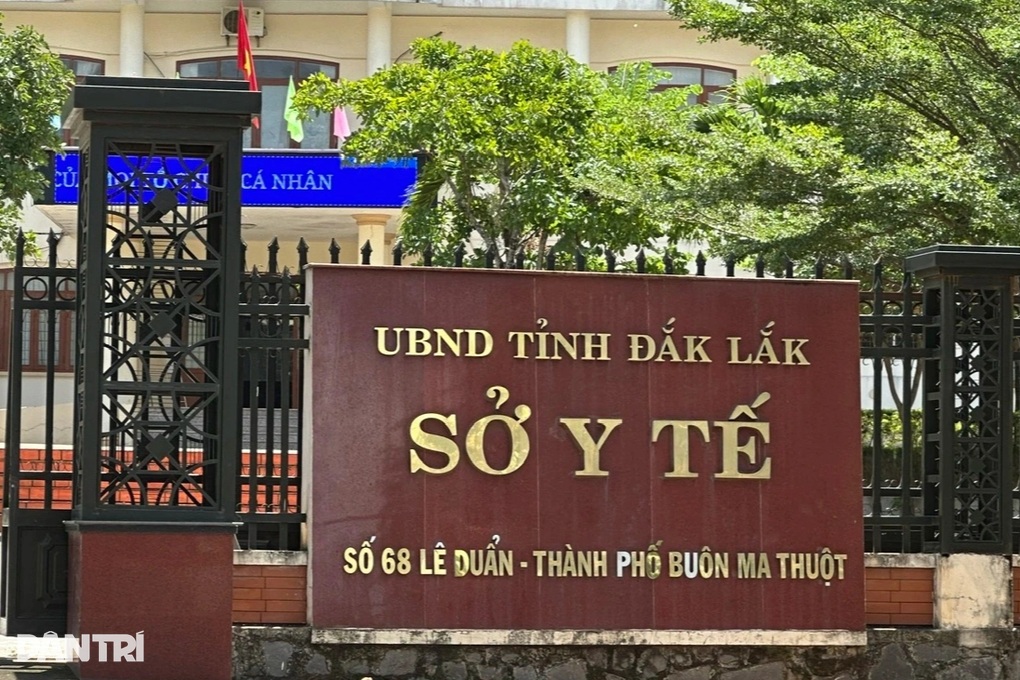 CỦA CÁ NHÂN
UBND TỈNH ĐẮK LẮK
SỞ Y TẾ
SỐ 68 LÊ DUẨN - THÀNH PHỐ BUÔN MA THUỘT
DÂN TRÍ